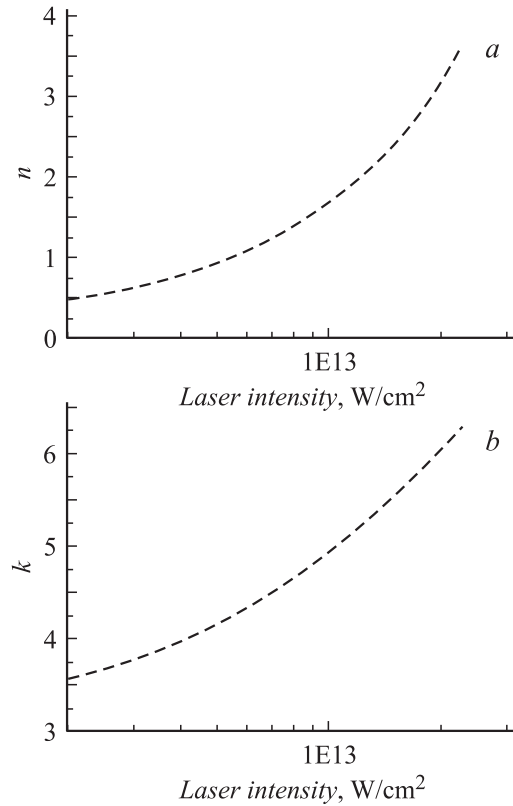 4
a
3
n
2
1
0
1E13
Laser intensity, W/cm²
b
6
5
k
4
3
1E13
Laser intensity, W/cm²